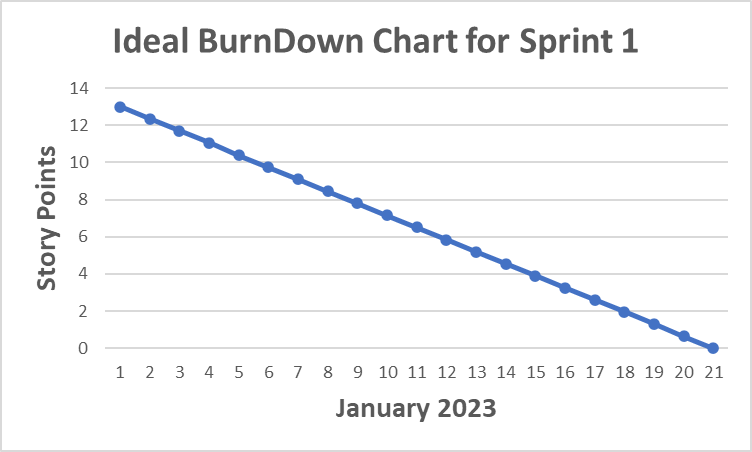 Ideal BurnDown Chart for Sprint 1
Story Points
14
12
10
8
6
4
2
0
1 2 3 4 5 6 7 8 9 10 11 12 13 14 15 16 17 18 19 20 21
January 2023